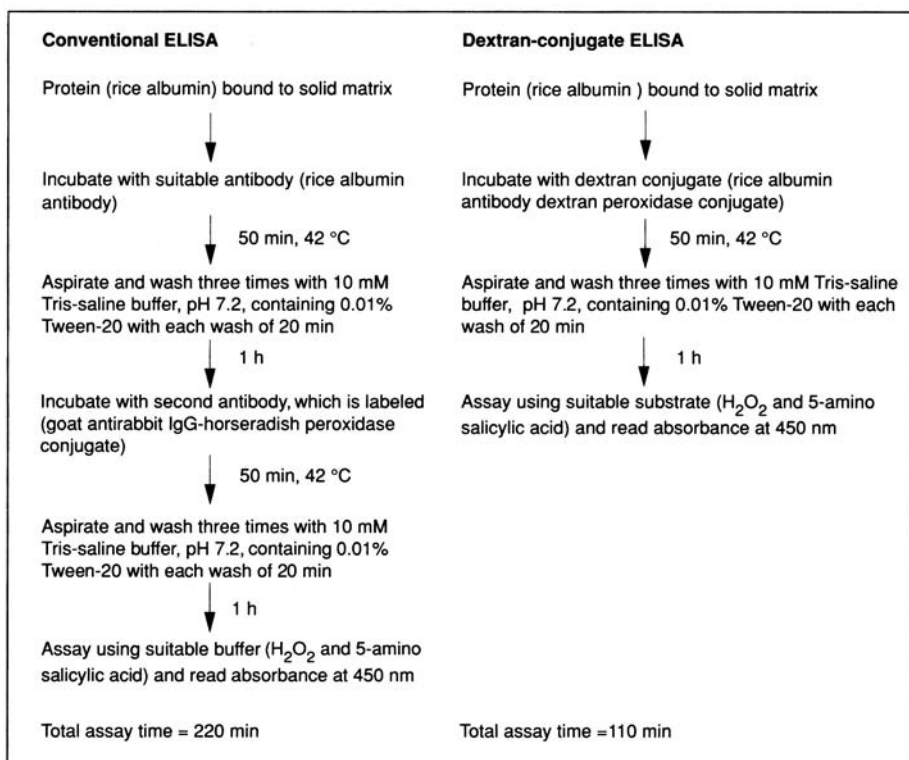 Conventional ELISA
Protein (rice albumin) bound to solid matrix
Incubate with suitable antibody (rice albumin
antibody)
50 min, 42 °C
Aspirate and wash three times with 10 mM
Tris-saline buffer, pH 7.2, containing 0.01%
Tween-20 with each wash of 20 min
1 h
Incubate with second antibody, which is labeled
(goat antirabbit IgG-horseradish peroxidase
conjugate)
50 min, 42 °C
Aspirate and wash three times with 10 mM
Tris-saline buffer, pH 7.2, containing 0.01%
Tween-20 with each wash of 20 min
1 h
Assay using suitable buffer (H₂O₂ and 5-amino
salicylic acid) and read absorbance at 450 nm
Total assay time = 220 min
Dextran-conjugate ELISA
Protein (rice albumin ) bound to solid matrix
Incubate with dextran conjugate (rice albumin
antibody dextran peroxidase conjugate)
50 min, 42 °C
Aspirate and wash three times with 10 mM Tris-saline
buffer, pH 7.2, containing 0.01% Tween-20 with each
wash of 20 min
1 h
Assay using suitable substrate (H₂O₂ and 5-amino
salicylic acid) and read absorbance at 450 nm
Total assay time =110 min